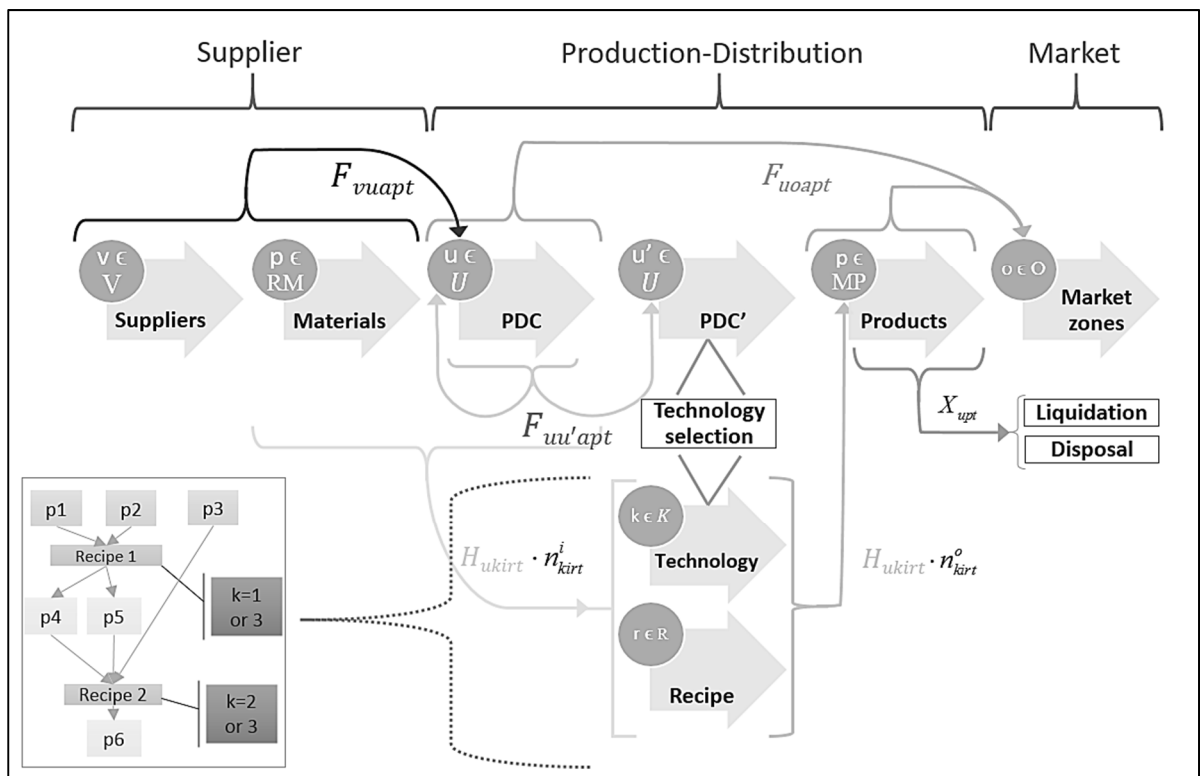 Supplier
Production-Distribution
Market
F_vuapt
F_uoapt
v ϵ
V
Suppliers
p ϵ
RM
Materials
u ϵ
U
PDC
u' ϵ
U
PDC’
p ϵ
MP
Products
o ϵ O
Market
zones
F_uu'apt
Technology
selection
X_upt
Liquidation
Disposal
p1
p2
p3
Recipe 1
k=1
or 3
p4
p5
Recipe 2
k=2
or 3
p6
H_ukirt · n^i_kirt
k ϵ K
Technology
r ϵ R
Recipe
H_ukirt · n^o_kirt